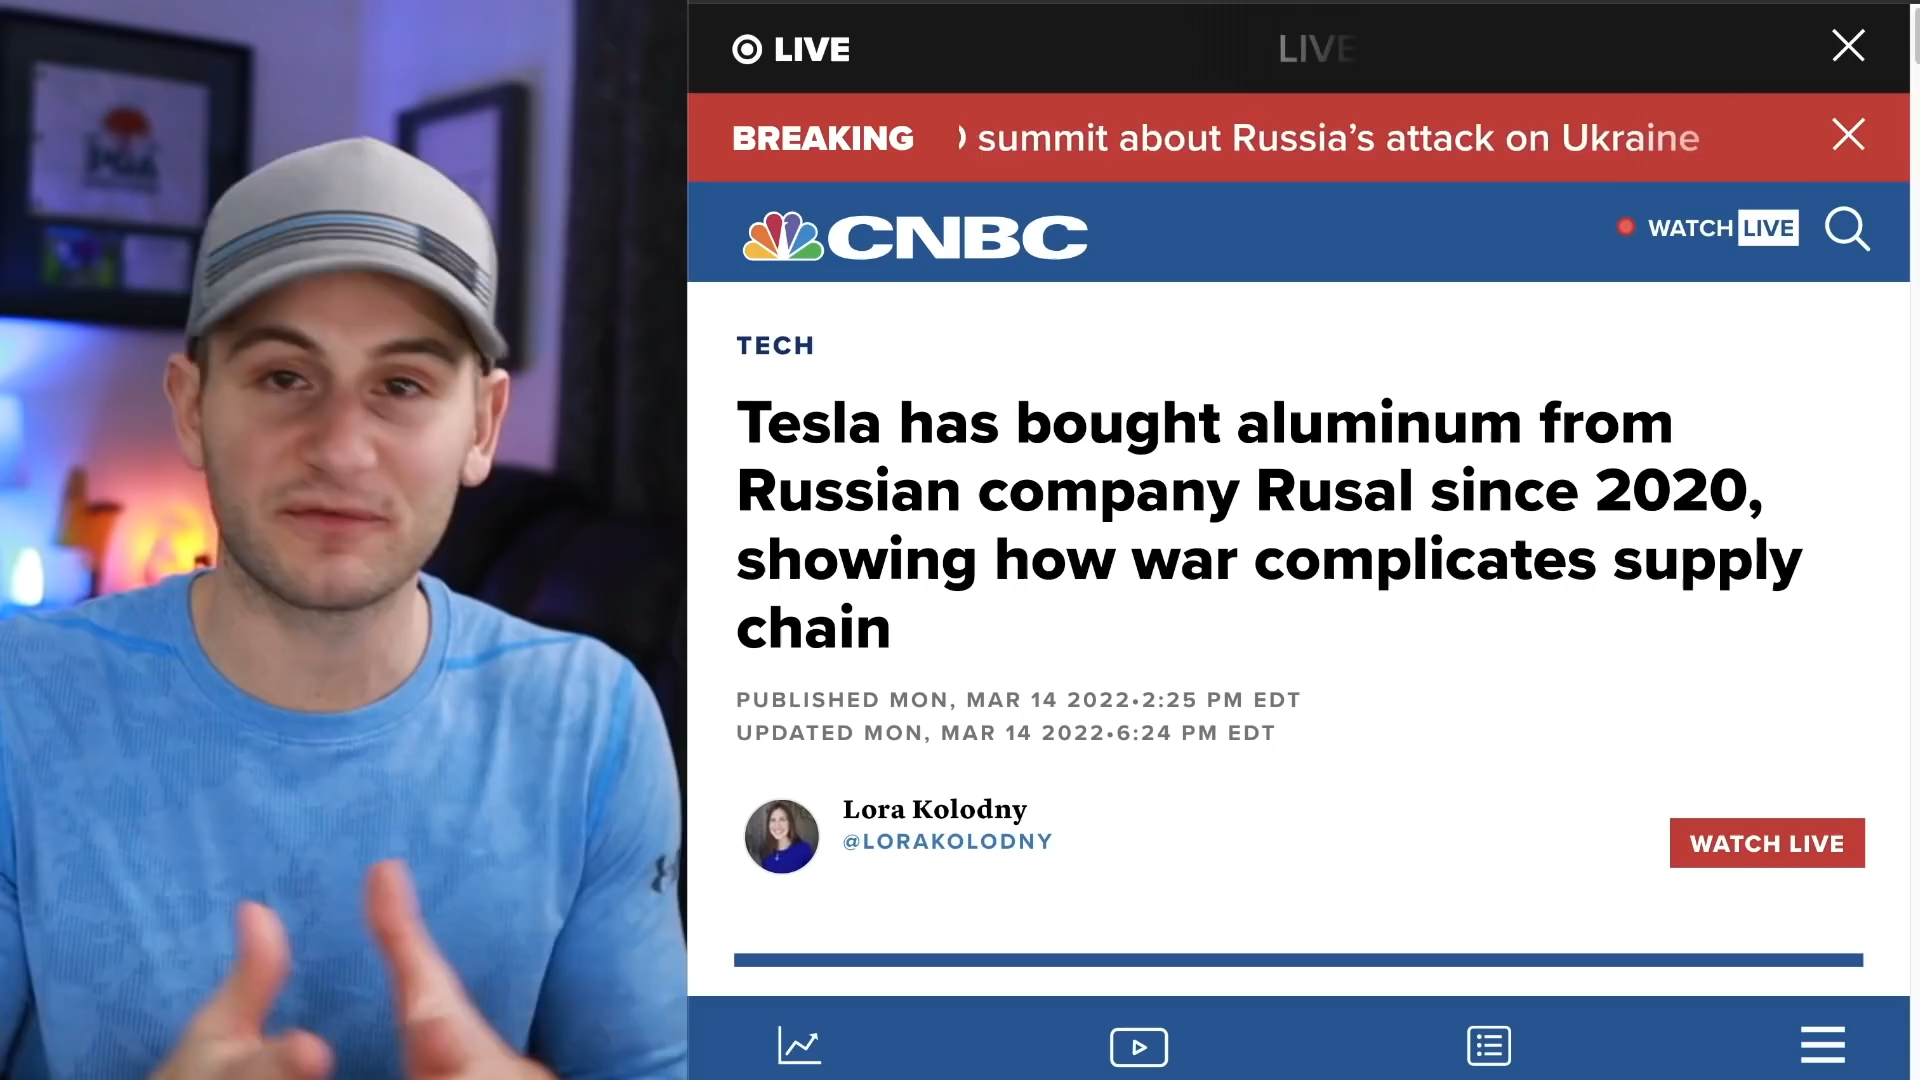 LIVE
LIVE
BREAKING
summit about Russia's attack on Ukraine
CNBC
WATCH LIVE
TECH
Tesla has bought aluminum from
Russian company Rusal since 2020,
showing how war complicates supply
chain
PUBLISHED MON, MAR 14 2022•2:25 PM EDT
UPDATED MON, MAR 14 2022•6:24 PM EDT
Lora Kolodny
@LORAKOLODNY
WATCH LIVE